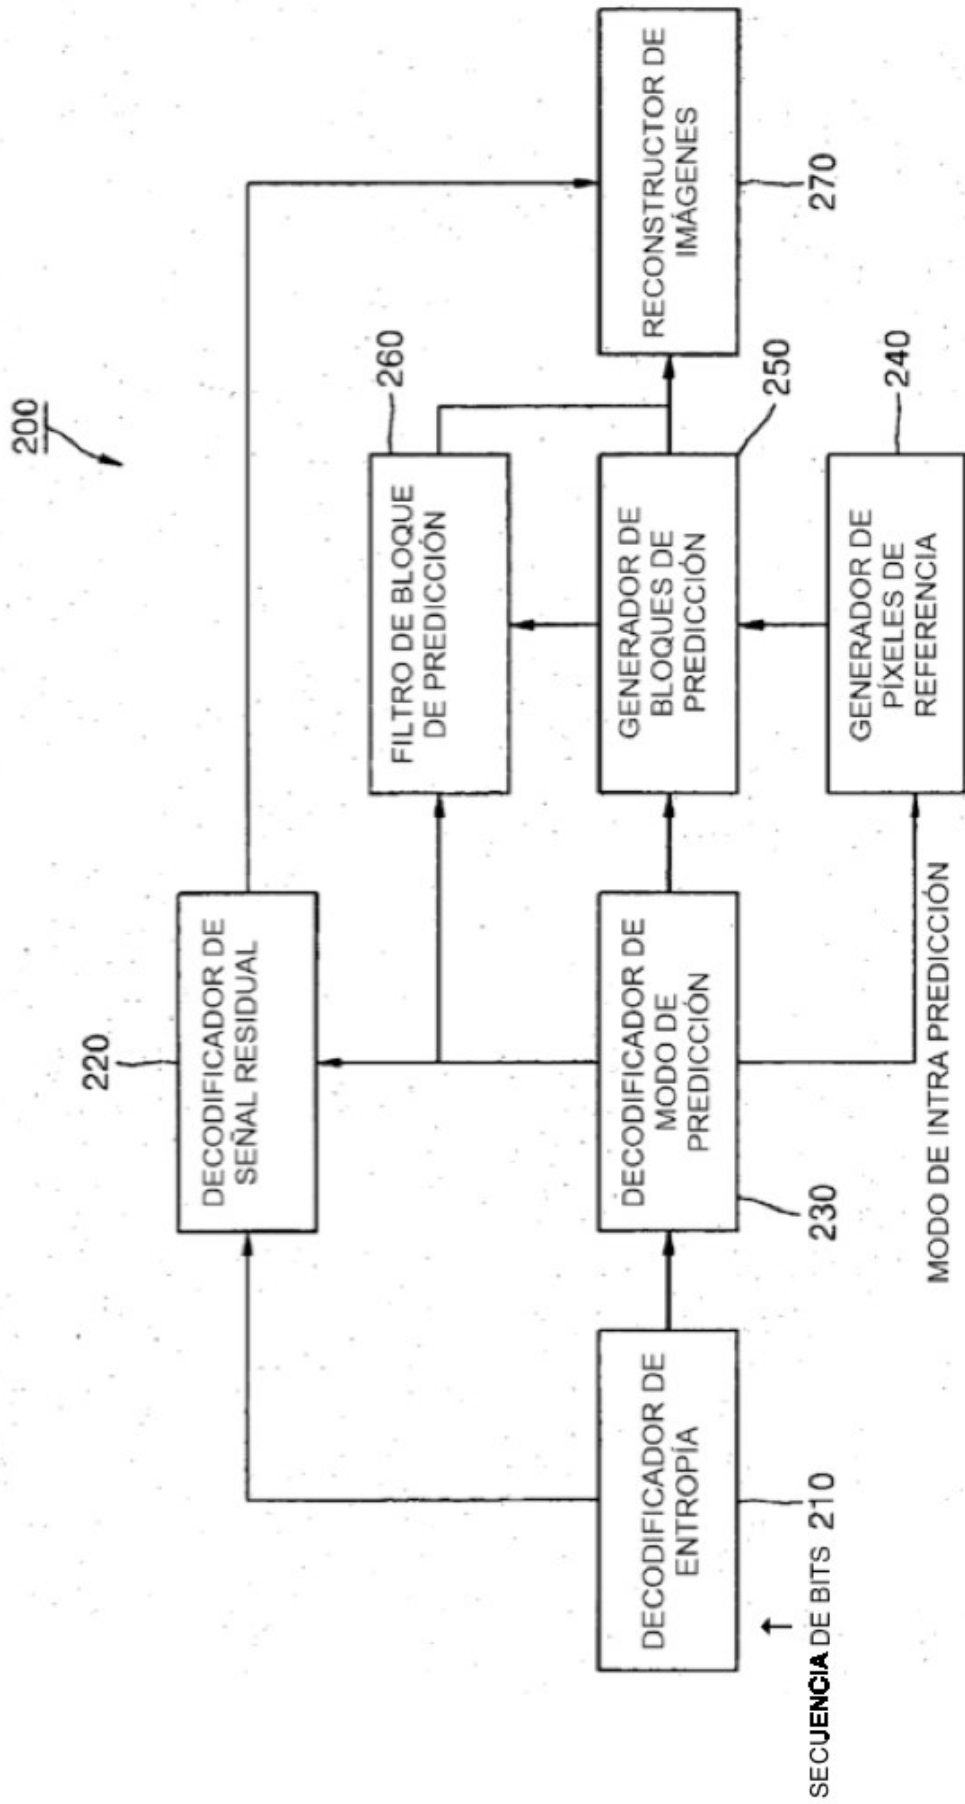 200
220
DECODIFICADOR DE
SEÑAL RESIDUAL
260
FILTRO DE BLOQUE
DE PREDICCIÓN
DECODIFICADOR DE
ENTROPÍA
210
SECUENCIA DE BITS
DECODIFICADOR DE
MODO DE
PREDICCIÓN
230
GENERADOR DE
BLOQUES DE
PREDICCIÓN
250
RECONSTRUCTOR DE
IMÁGENES
270
MODO DE INTRA PREDICCIÓN
GENERADOR DE
PÍXELES DE
REFERENCIA
240